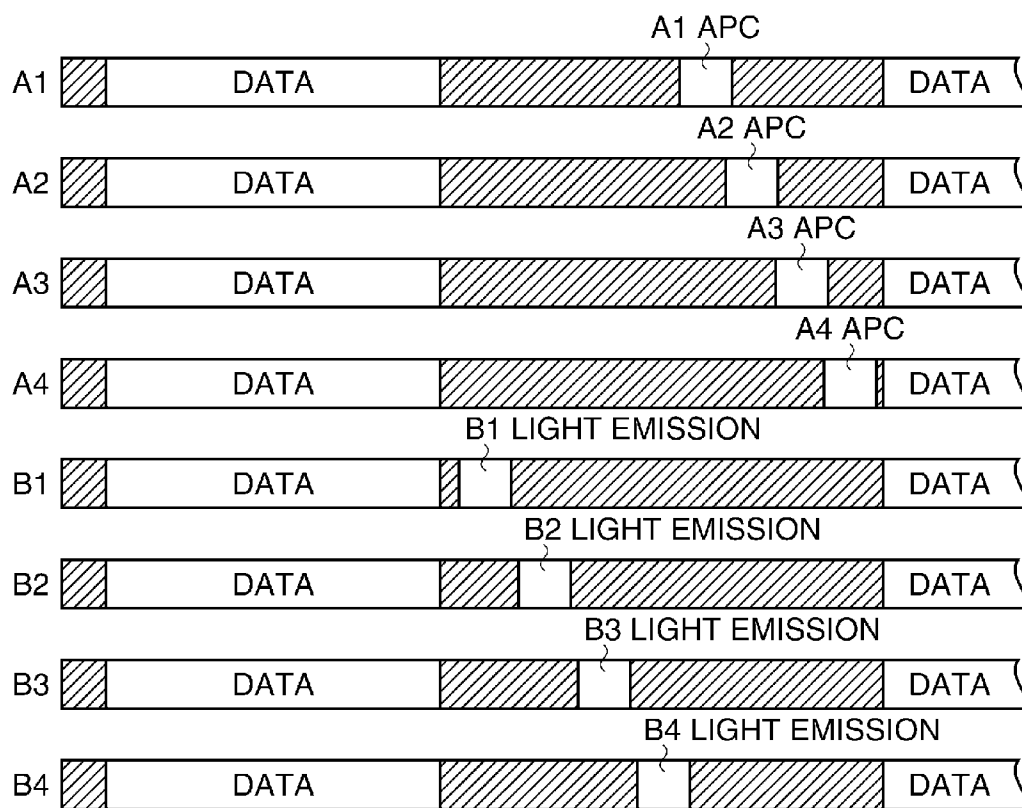 A1 APC
A1 DATA DATA
A2 APC
A2 DATA DATA
A3 APC
A3 DATA DATA
A4 APC
A4 DATA DATA
B1 LIGHT EMISSION
B1 DATA DATA
B2 LIGHT EMISSION
B2 DATA DATA
B3 LIGHT EMISSION
B3 DATA DATA
B4 LIGHT EMISSION
B4 DATA DATA